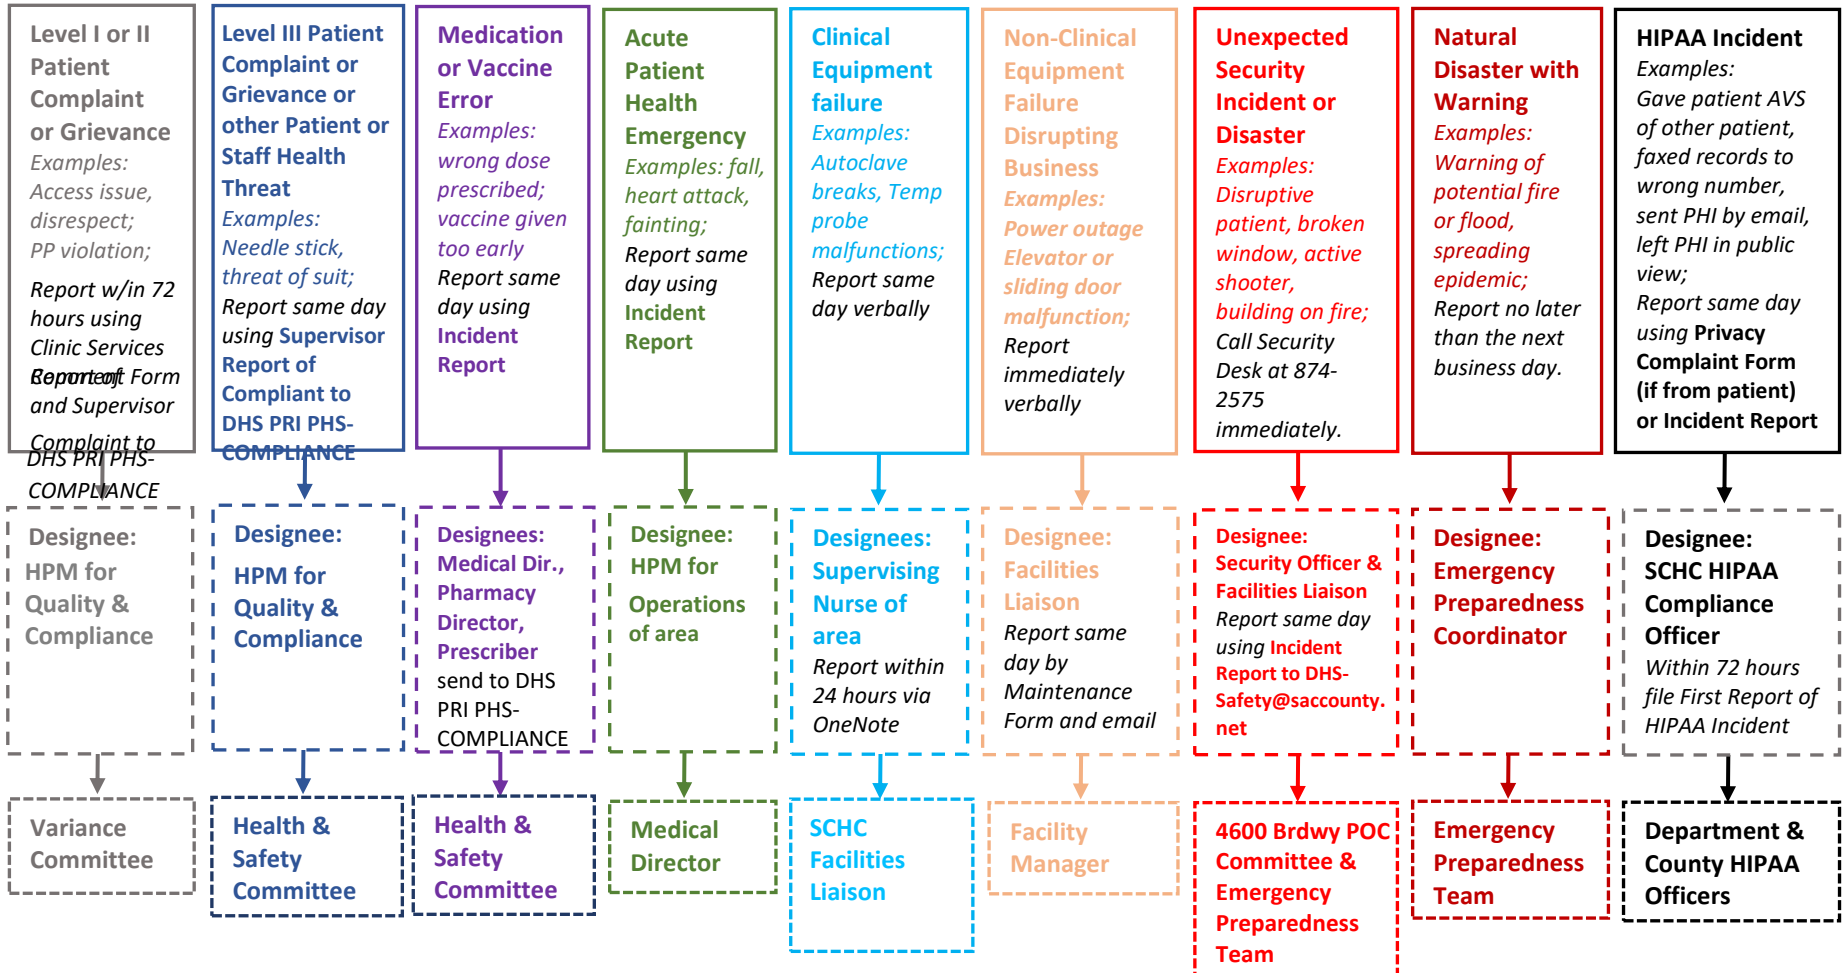 Level I or II
Patient
Complaint
or Grievance
Examples:
Access issue,
disrespect;
PP violation;
Report w/in 72
hours using
Clinic Services
Comment Form
and Supervisor
Report of
Complaint to
DHS PRI PHS-
COMPLIANCE
Level III Patient
Complaint or
Grievance or
other Patient or
Staff Health
Threat
Examples:
Needle stick,
threat of suit;
Report same day
using Supervisor
Report of
Compliant to
DHS PRI PHS-
COMPLIANCE
Medication
or Vaccine
Error
Examples:
wrong dose
prescribed;
vaccine given
too early
Report same
day using
Incident
Report
Acute
Patient
Health
Emergency
Examples: fall,
heart attack,
fainting;
Report same
day using
Incident
Report
Clinical
Equipment
failure
Examples:
Autoclave
breaks, Temp
probe
malfunctions;
Report same
day verbally
Non-Clinical
Equipment
Failure
Disrupting
Business
Examples:
Power outage
Elevator or
sliding door
malfunction;
Report
immediately
verbally
Unexpected
Security
Incident or
Disaster
Examples:
Disruptive
patient, broken
window, active
shooter,
building on fire;
Call Security
Desk at 874-
2575
immediately.
Natural
Disaster with
Warning
Examples:
Warning of
potential fire
or flood,
spreading
epidemic;
Report no later
than the next
business day.
HIPAA Incident
Examples:
Gave patient AVS
of other patient,
faxed records to
wrong number,
sent PHI by email,
left PHI in public
view;
Report same day
using Privacy
Complaint Form
(if from patient)
or Incident Report
Designee:
HPM for
Quality &
Compliance
Designee:
HPM for
Quality &
Compliance
Designees:
Medical Dir.,
Pharmacy
Director,
Prescriber
send to DHS
PRI PHS-
COMPLIANCE
Designee:
HPM for
Operations
of area
Designees:
Supervising
Nurse of
area
Report within
24 hours via
OneNote
Designee:
Facilities
Liaison
Report same
day by
Maintenance
Form and email
Designee:
Security Officer &
Facilities Liaison
Report same day
using Incident
Report to DHS-
Safety@saccounty.
net
Designee:
Emergency
Preparedness
Coordinator
Designee:
SCHC HIPAA
Compliance
Officer
Within 72 hours
file First Report of
HIPAA Incident
Variance
Committee
Health &
Safety
Committee
Health &
Safety
Committee
Medical
Director
SCHC
Facilities
Liaison
Facility
Manager
4600 Brdwy POC
Committee &
Emergency
Preparedness
Team
Emergency
Preparedness
Team
Department &
County HIPAA
Officers